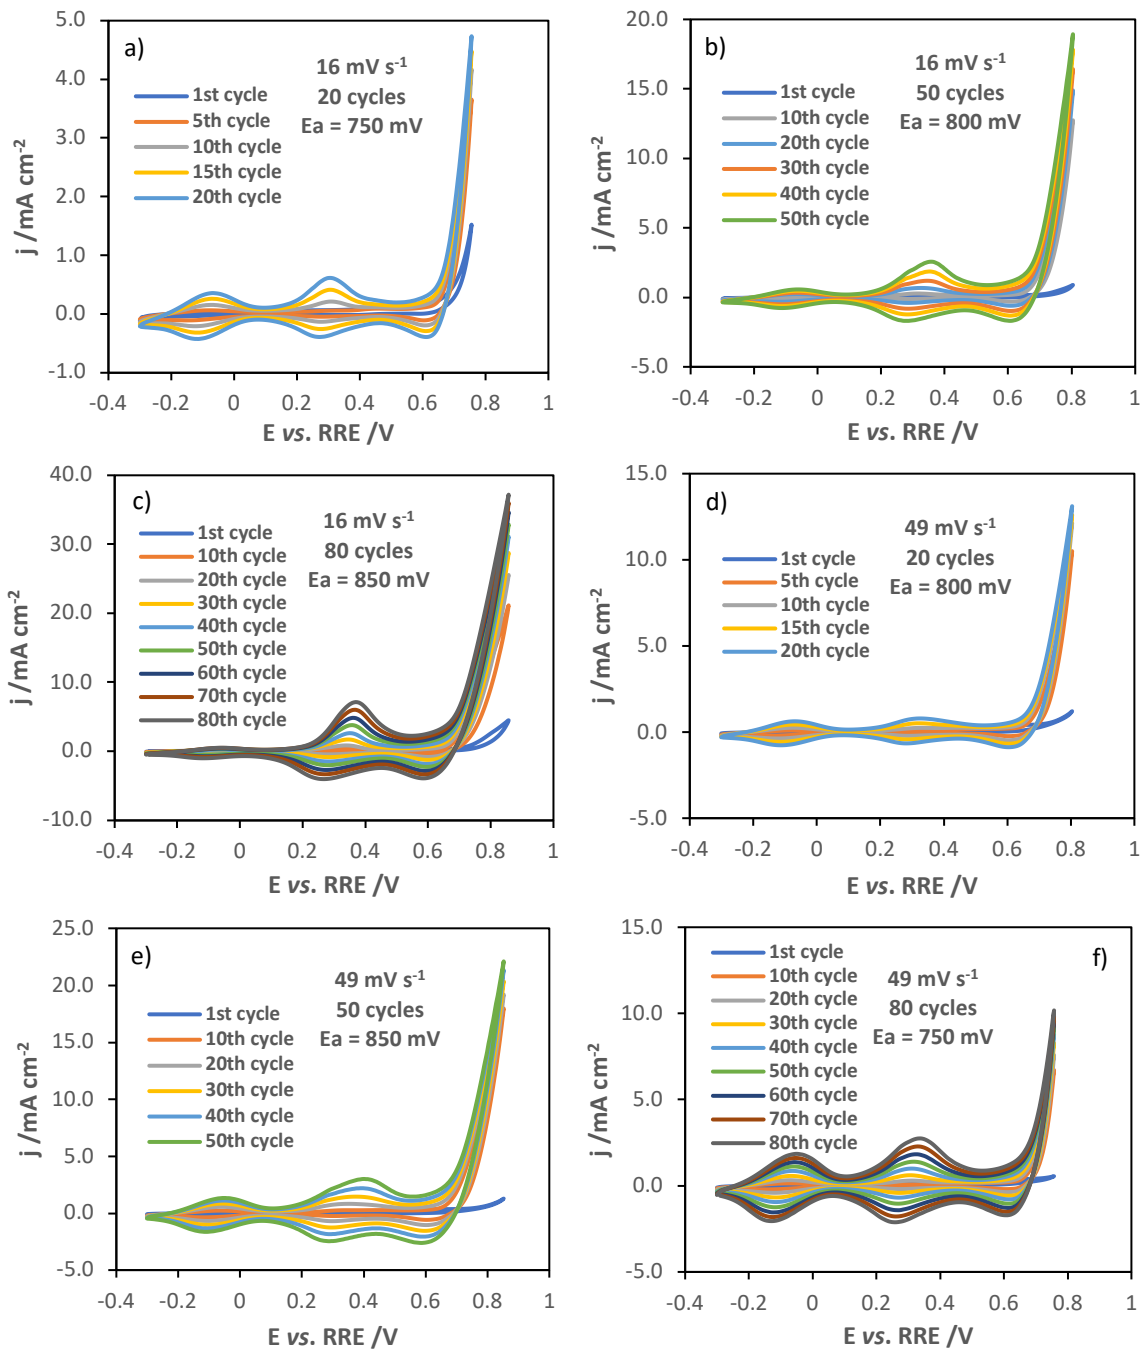 a)
16 mV s⁻¹
20 cycles
Ea = 750 mV
1st cycle
5th cycle
10th cycle
15th cycle
20th cycle
5.0
4.0
3.0
2.0
1.0
0.0
-1.0
j /mA cm⁻²
-0.4 -0.2 0 0.2 0.4 0.6 0.8 1
E vs. RRE /V
b)
16 mV s⁻¹
50 cycles
Ea = 800 mV
1st cycle
10th cycle
20th cycle
30th cycle
40th cycle
50th cycle
20.0
15.0
10.0
5.0
0.0
-5.0
j /mA cm⁻²
-0.4 -0.2 0 0.2 0.4 0.6 0.8 1
E vs. RRE /V
c)
16 mV s⁻¹
80 cycles
Ea = 850 mV
1st cycle
10th cycle
20th cycle
30th cycle
40th cycle
50th cycle
60th cycle
70th cycle
80th cycle
40.0
30.0
20.0
10.0
0.0
-10.0
j /mA cm⁻²
-0.4 -0.2 0 0.2 0.4 0.6 0.8 1
E vs. RRE /V
d)
49 mV s⁻¹
20 cycles
Ea = 800 mV
1st cycle
5th cycle
10th cycle
15th cycle
20th cycle
15.0
10.0
5.0
0.0
-5.0
j /mA cm⁻²
-0.4 -0.2 0 0.2 0.4 0.6 0.8 1
E vs. RRE /V
e)
49 mV s⁻¹
50 cycles
Ea = 850 mV
1st cycle
10th cycle
20th cycle
30th cycle
40th cycle
50th cycle
25.0
20.0
15.0
10.0
5.0
0.0
-5.0
j /mA cm⁻²
-0.4 -0.2 0 0.2 0.4 0.6 0.8 1
E vs. RRE /V
f)
49 mV s⁻¹
80 cycles
Ea = 750 mV
1st cycle
10th cycle
20th cycle
30th cycle
40th cycle
50th cycle
60th cycle
70th cycle
80th cycle
15.0
10.0
5.0
0.0
-5.0
j /mA cm⁻²
-0.4 -0.2 0 0.2 0.4 0.6 0.8 1
E vs. RRE /V